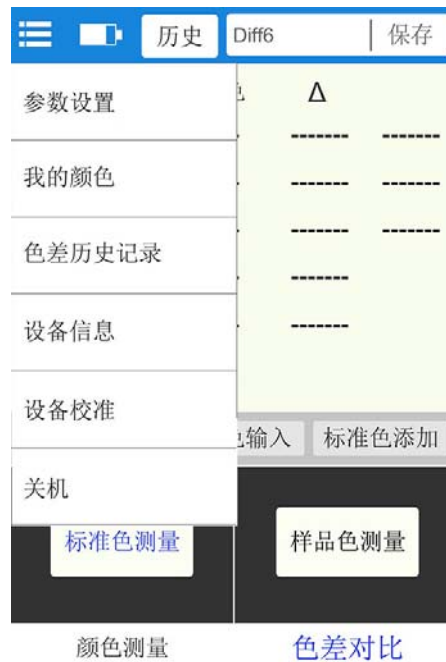 历史 Diff6 保存
参数设置
Δ
------- -------
我的颜色
------- -------
色差历史记录
------- -------
-------
设备信息
-------
设备校准
输入 标准色添加
关机
标准色测量 样品色测量
颜色测量 色差对比